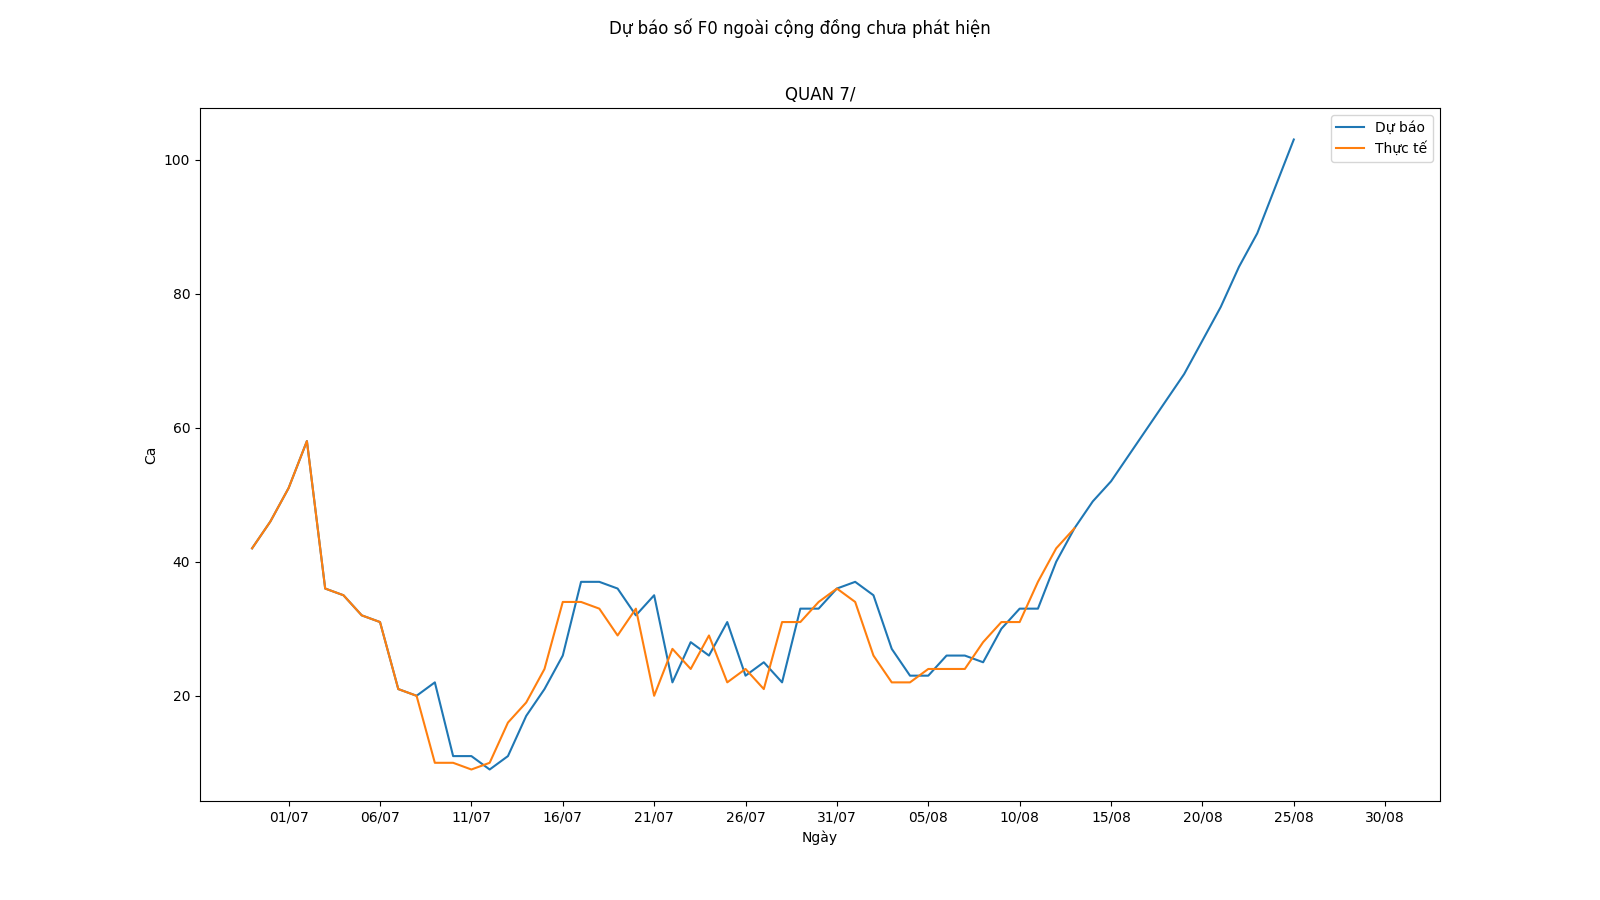 Dự báo số F0 ngoài cộng đồng chưa phát hiện
QUAN 7/
Dự báo
Thực tế
100
80
60
40
20
Ca
01/07 06/07 11/07 16/07 21/07 26/07 31/07 05/08 10/08 15/08 20/08 25/08 30/08
Ngày